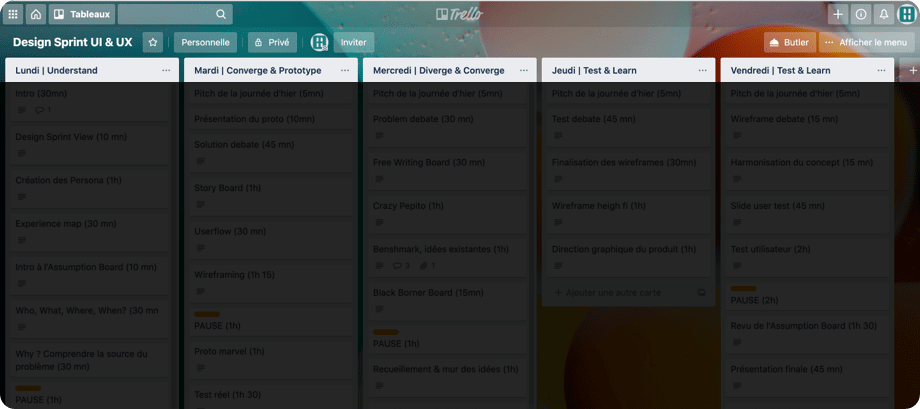 Tableaux
Trello
Design Sprint UI & UX
Personnelle
Privé
Inviter
Butler
Afficher le menu
Lundi | Understand
Intro (30mn)
1
Design Sprint View (10 mn)
Création des Persona (1h)
Experience map (30 mn)
Intro à l'Assumption Board (10 mn)
Who, What, Where, When? (30 mn
Why ? Comprendre la source du
problème (30 mn)
PAUSE (1h)
Mardi | Converge & Prototype
Pitch de la journée d'hier (5mn)
Présentation du proto (10mn)
Solution debate (45 mn)
Story Board (1h)
Userflow (30 mn)
Wireframing (1h 15)
PAUSE (1h)
Proto marvel (1h)
Test réel (1h 30)
Mercredi | Diverge & Converge
Pitch de la journée d'hier (5mn)
Problem debate (30 mn)
Free Writing Board (30 mn)
Crazy Pepito (1h)
Benshmark, idées existantes (1h)
3 1
Black Borner Board (15mn)
PAUSE (1h)
Recueillement & mur des idées (1h)
Jeudi | Test & Learn
Pitch de la journée d'hier (5mn)
Test debate (45 mn)
Finalisation des wireframes (30mn)
Wireframe heigh fi (1h)
Direction graphique du produit (1h)
+ Ajouter une autre carte
Vendredi | Test & Learn
Pitch de la journée d'hier (5mn)
Wireframe debate (15 mn)
Harmonisation du concept (15 mn)
Slide user test (45 mn)
Test utilisateur (2h)
PAUSE (2h)
Revu de l'Assumption Board (1h 30)
Présentation finale (45 mn)